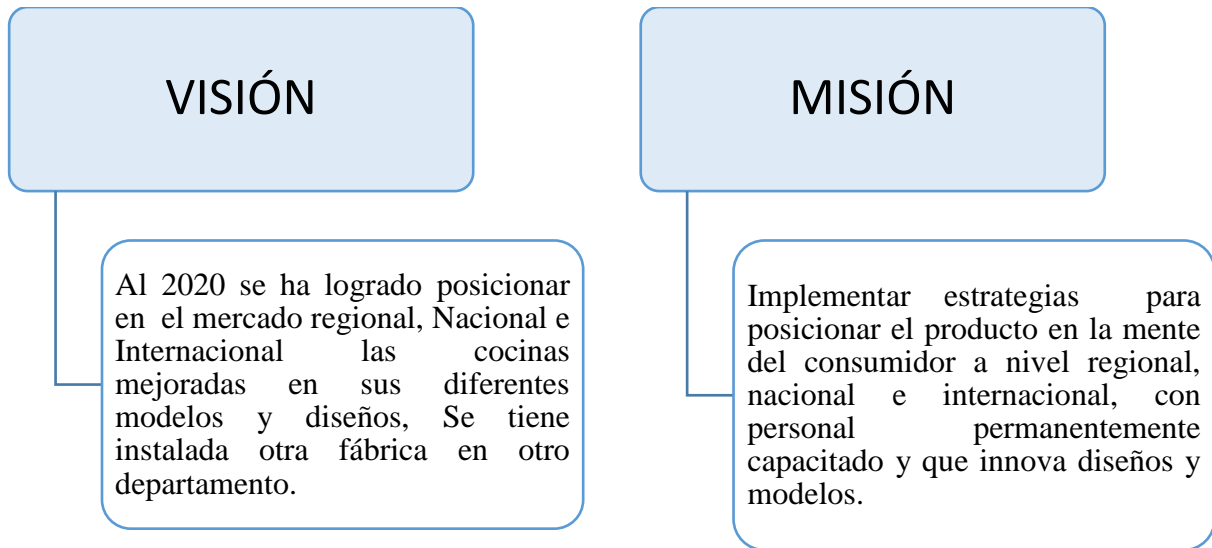 VISIÓN
Al 2020 se ha logrado posicionar
en el mercado regional, Nacional e
Internacional las cocinas
mejoradas en sus diferentes
modelos y diseños, Se tiene
instalada otra fábrica en otro
departamento.
MISIÓN
Implementar estrategias para
posicionar el producto en la mente
del consumidor a nivel regional,
nacional e internacional, con
personal permanentemente
capacitado y que innova diseños y
modelos.